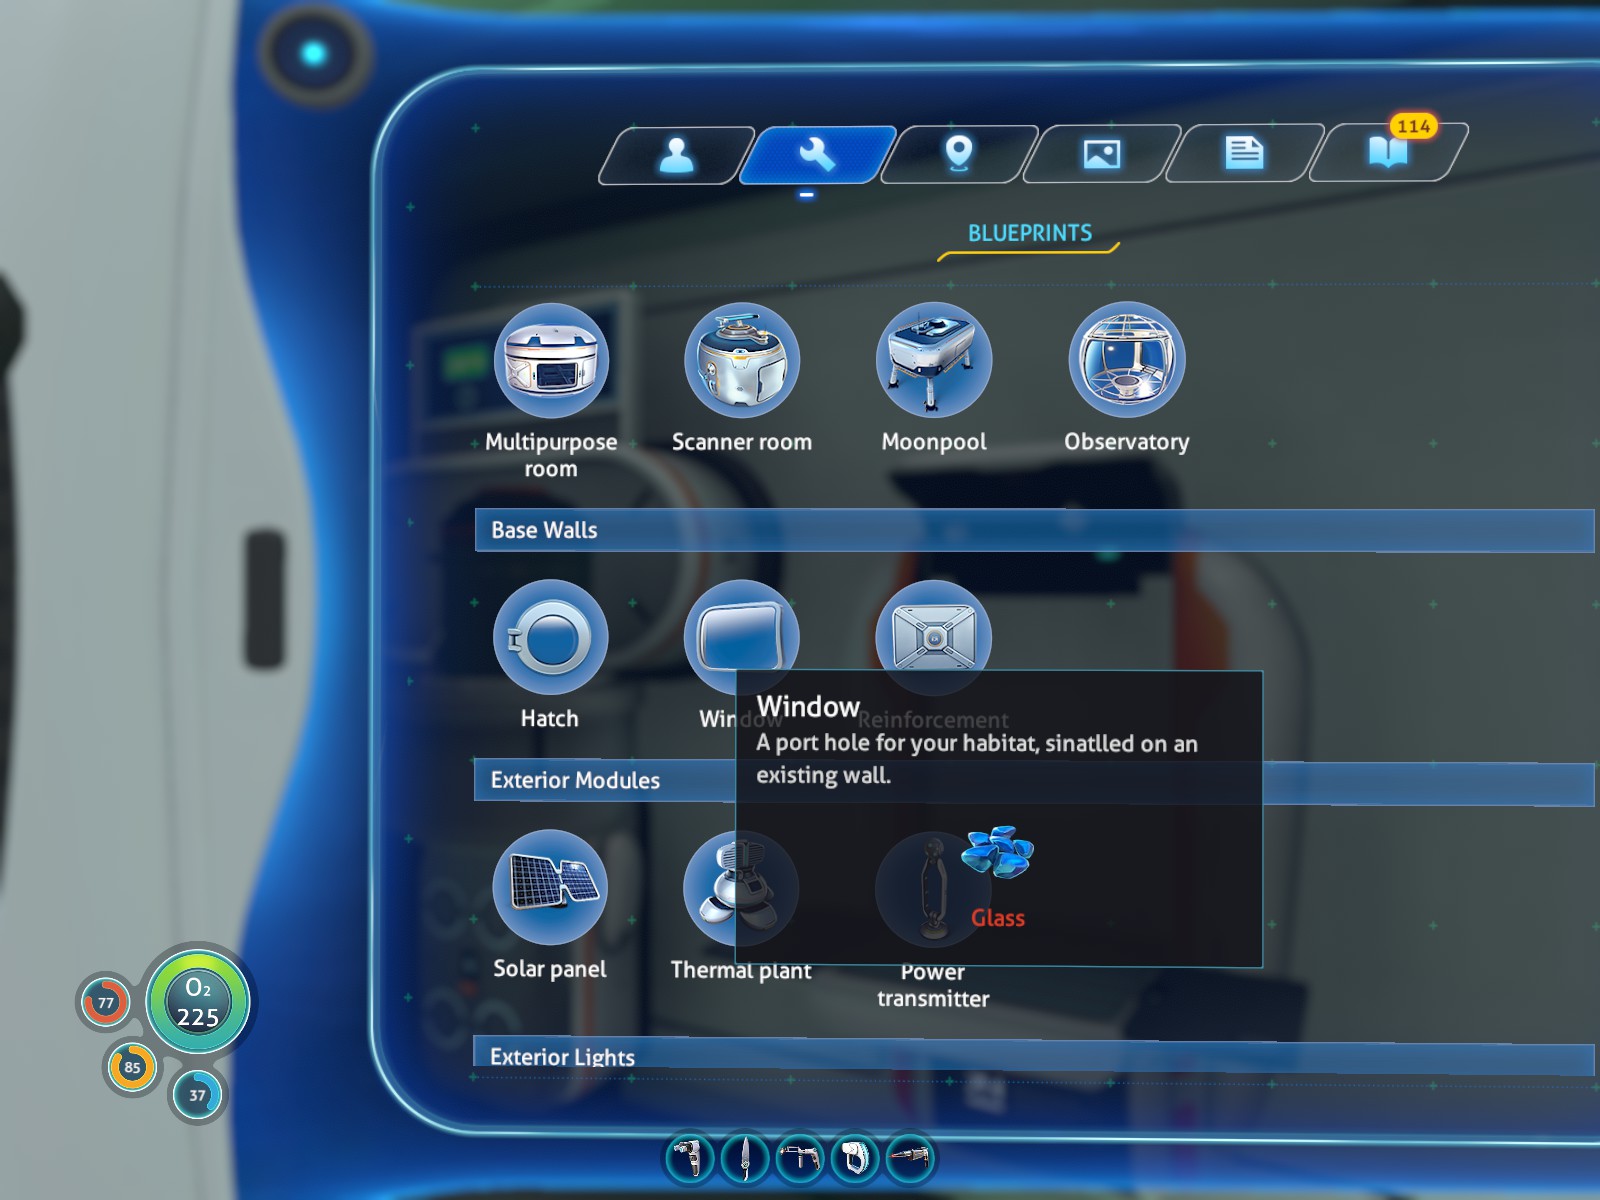 114
BLUEPRINTS
Multipurpose
room
Scanner room
Moonpool
Observatory
Base Walls
Hatch
Window
Reinforcement
Window
A port hole for your habitat, sinatlled on an
existing wall.
Glass
Exterior Modules
Solar panel
Thermal plant
Power
transmitter
Exterior Lights
O₂
225
77
85
37